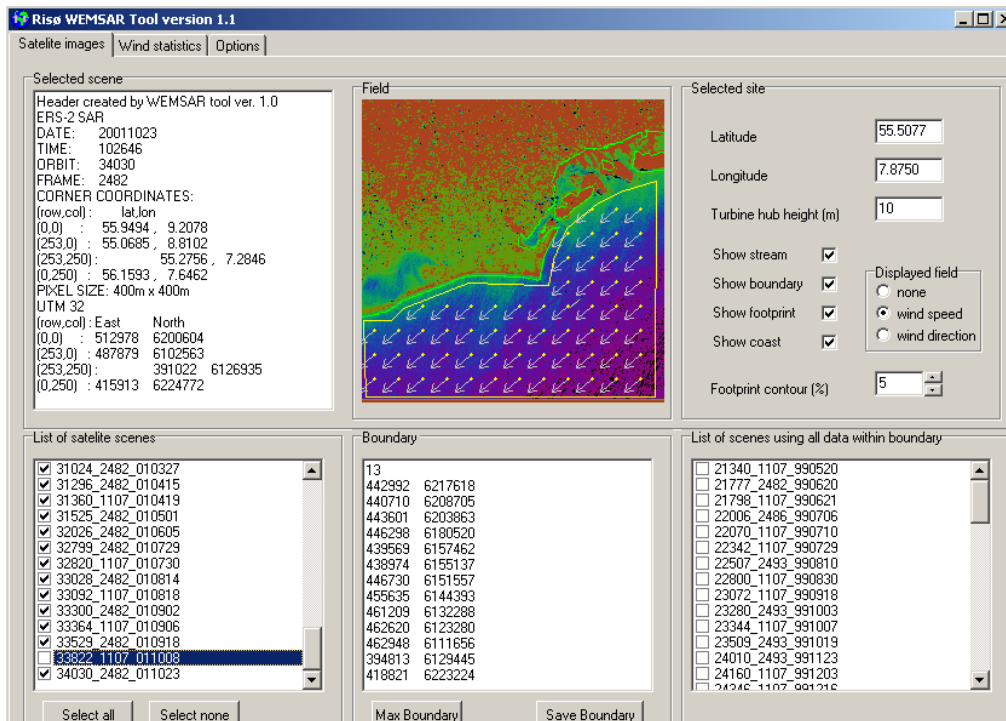 Risø WEMSAR Tool version 1.1
Satelite images Wind statistics Options
Selected scene
Header created by WEMSAR tool ver. 1.0
ERS-2 SAR
DATE: 20011023
TIME: 102646
ORBIT: 34030
FRAME: 2482
CORNER COORDINATES:
(row,col) : lat,lon
(0,0) : 55.9494 , 9.2078
(253,0) : 55.0685 , 8.8102
(253,250) : 55.2756 , 7.2846
(0,250) : 56.1593 , 7.6462
PIXEL SIZE: 400m x 400m
UTM 32
(row,col) : East North
(0,0) : 512978 6200604
(253,0) : 487879 6102563
(253,250) : 391022 6126935
(0,250) : 415913 6224772
Field
Selected site
Latitude 55.5077
Longitude 7.8750
Turbine hub height (m) 10
Show stream
Show boundary
Show footprint
Show coast
Displayed field
none
wind speed
wind direction
Footprint contour (%) 5
List of satelite scenes
31024_2482_010327
31296_2482_010415
31360_1107_010419
31525_2482_010501
32026_2482_010605
32799_2482_010729
32820_1107_010730
33028_2482_010814
33092_1107_010818
33300_2482_010902
33364_1107_010906
33529_2482_010918
33822_1107_011008
34030_2482_011023
Select all Select none
Boundary
13
442992 6217618
440710 6208705
443601 6203863
446298 6180520
439569 6157462
438974 6155137
446730 6151557
455635 6144393
461209 6132288
462620 6123280
462948 6111656
394813 6129445
418821 6223224
Max Boundary Save Boundary
List of scenes using all data within boundary
21340_1107_990520
21777_2482_990620
21798_1107_990621
22006_2486_990706
22070_1107_990710
22342_1107_990729
22507_2493_990810
22800_1107_990830
23072_1107_990918
23280_2493_991003
23344_1107_991007
23509_2493_991019
24010_2493_991123
24160_1107_991203
24346_1107_991216